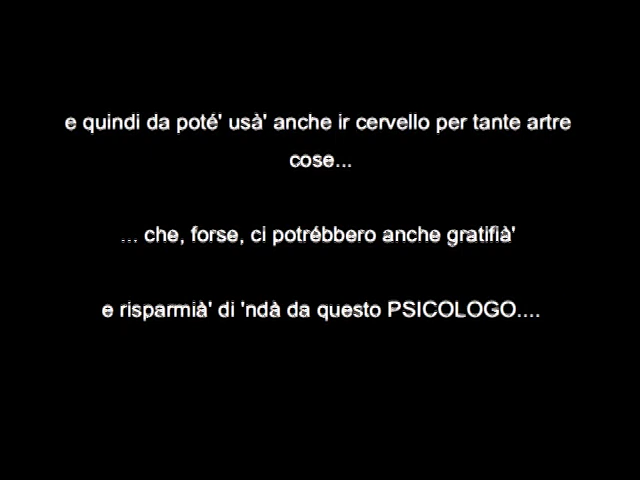 e quindi da poté' usà' anche ir cervello per tante artre
cose...
... che, forse, ci potrébbero anche gratifià'
e risparmià' di 'ndà da questo PSICOLOGO....